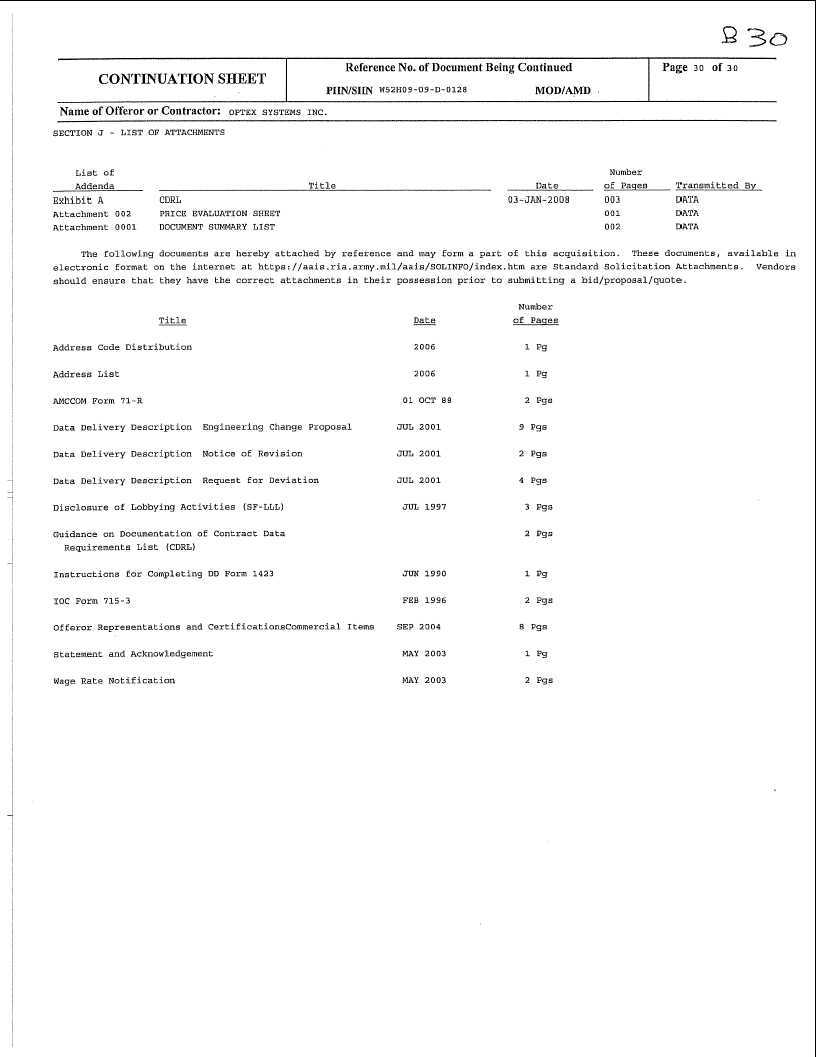 B 30
CONTINUATION SHEET
Reference No. of Document Being Continued
Page 30 of 30
PIIN/SIIN W52H09-09-D-0128 MOD/AMD
Name of Offeror or Contractor: OPTEX SYSTEMS INC.
SECTION J - LIST OF ATTACHMENTS
List of Number
Addenda Title Date of Pages Transmitted By
Exhibit A CDRL 03-JAN-2008 003 DATA
Attachment 002 PRICE EVALUATION SHEET 001 DATA
Attachment 0001 DOCUMENT SUMMARY LIST 002 DATA
The following documents are hereby attached by reference and may form a part of this acquisition. These documents, available in
electronic format on the internet at https://aais.ria.army.mil/aais/SOLINFO/index.htm are Standard Solicitation Attachments. Vendors
should ensure that they have the correct attachments in their possession prior to submitting a bid/proposal/quote.
Number
Title Date of Pages
Address Code Distribution 2006 1 Pg
Address List 2006 1 Pg
AMCCOM Form 71-R 01 OCT 88 2 Pgs
Data Delivery Description Engineering Change Proposal JUL 2001 9 Pgs
Data Delivery Description Notice of Revision JUL 2001 2 Pgs
Data Delivery Description Request for Deviation JUL 2001 4 Pgs
Disclosure of Lobbying Activities (SF-LLL) JUL 1997 3 Pgs
Guidance on Documentation of Contract Data 2 Pgs
Requirements List (CDRL)
Instructions for Completing DD Form 1423 JUN 1990 1 Pg
IOC Form 715-3 FEB 1996 2 Pgs
Offeror Representations and CertificationsCommercial Items SEP 2004 8 Pgs
Statement and Acknowledgement MAY 2003 1 Pg
Wage Rate Notification MAY 2003 2 Pgs